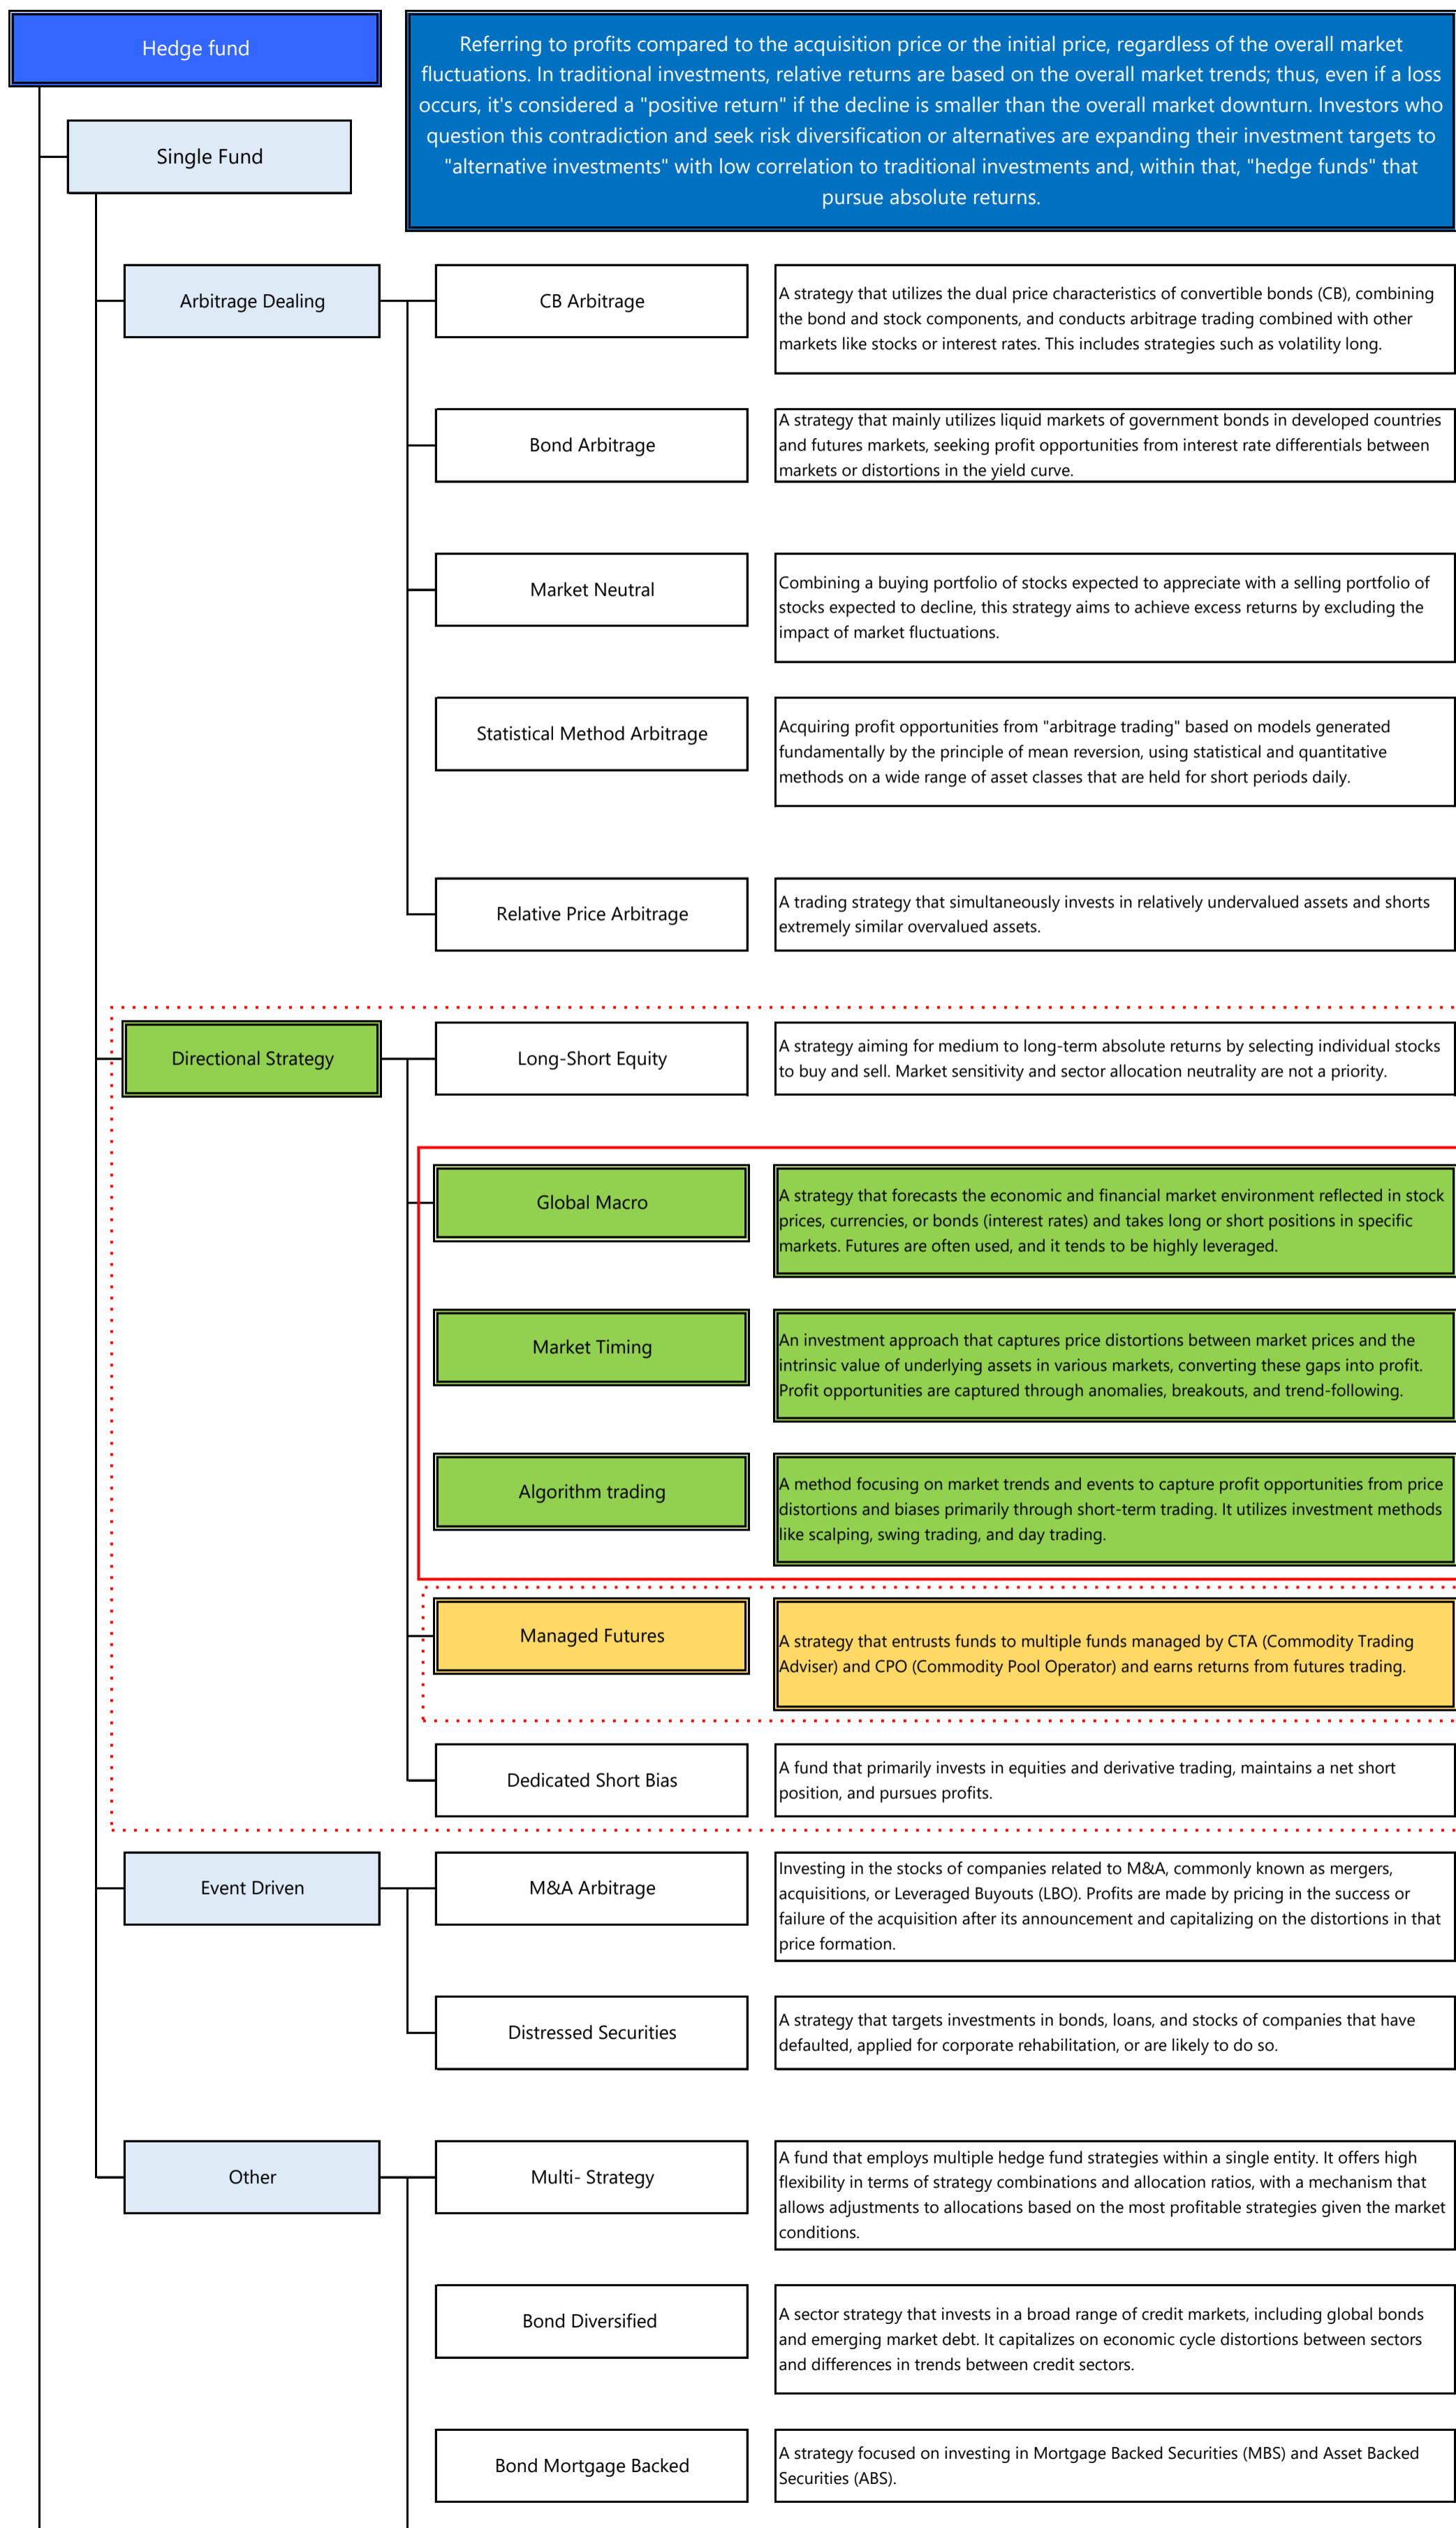 Hedge fund
Referring to profits compared to the acquisition price or the initial price, regardless of the overall market
fluctuations. In traditional investments, relative returns are based on the overall market trends; thus, even if a loss
occurs, it's considered a "positive return" if the decline is smaller than the overall market downturn. Investors who
question this contradiction and seek risk diversification or alternatives are expanding their investment targets to
"alternative investments" with low correlation to traditional investments and, within that, "hedge funds" that
pursue absolute returns.
Single Fund
Arbitrage Dealing
CB Arbitrage
A strategy that utilizes the dual price characteristics of convertible bonds (CB), combining
the bond and stock components, and conducts arbitrage trading combined with other
markets like stocks or interest rates. This includes strategies such as volatility long.
Bond Arbitrage
A strategy that mainly utilizes liquid markets of government bonds in developed countries
and futures markets, seeking profit opportunities from interest rate differentials between
markets or distortions in the yield curve.
Market Neutral
Combining a buying portfolio of stocks expected to appreciate with a selling portfolio of
stocks expected to decline, this strategy aims to achieve excess returns by excluding the
impact of market fluctuations.
Statistical Method Arbitrage
Acquiring profit opportunities from "arbitrage trading" based on models generated
fundamentally by the principle of mean reversion, using statistical and quantitative
methods on a wide range of asset classes that are held for short periods daily.
Relative Price Arbitrage
A trading strategy that simultaneously invests in relatively undervalued assets and shorts
extremely similar overvalued assets.
Directional Strategy
Long-Short Equity
A strategy aiming for medium to long-term absolute returns by selecting individual stocks
to buy and sell. Market sensitivity and sector allocation neutrality are not a priority.
Global Macro
A strategy that forecasts the economic and financial market environment reflected in stock
prices, currencies, or bonds (interest rates) and takes long or short positions in specific
markets. Futures are often used, and it tends to be highly leveraged.
Market Timing
An investment approach that captures price distortions between market prices and the
intrinsic value of underlying assets in various markets, converting these gaps into profit.
Profit opportunities are captured through anomalies, breakouts, and trend-following.
Algorithm trading
A method focusing on market trends and events to capture profit opportunities from price
distortions and biases primarily through short-term trading. It utilizes investment methods
like scalping, swing trading, and day trading.
Managed Futures
A strategy that entrusts funds to multiple funds managed by CTA (Commodity Trading
Adviser) and CPO (Commodity Pool Operator) and earns returns from futures trading.
Dedicated Short Bias
A fund that primarily invests in equities and derivative trading, maintains a net short
position, and pursues profits.
Event Driven
M&A Arbitrage
Investing in the stocks of companies related to M&A, commonly known as mergers,
acquisitions, or Leveraged Buyouts (LBO). Profits are made by pricing in the success or
failure of the acquisition after its announcement and capitalizing on the distortions in that
price formation.
Distressed Securities
A strategy that targets investments in bonds, loans, and stocks of companies that have
defaulted, applied for corporate rehabilitation, or are likely to do so.
Other
Multi- Strategy
A fund that employs multiple hedge fund strategies within a single entity. It offers high
flexibility in terms of strategy combinations and allocation ratios, with a mechanism that
allows adjustments to allocations based on the most profitable strategies given the market
conditions.
Bond Diversified
A sector strategy that invests in a broad range of credit markets, including global bonds
and emerging market debt. It capitalizes on economic cycle distortions between sectors
and differences in trends between credit sectors.
Bond Mortgage Backed
A strategy focused on investing in Mortgage Backed Securities (MBS) and Asset Backed
Securities (ABS).